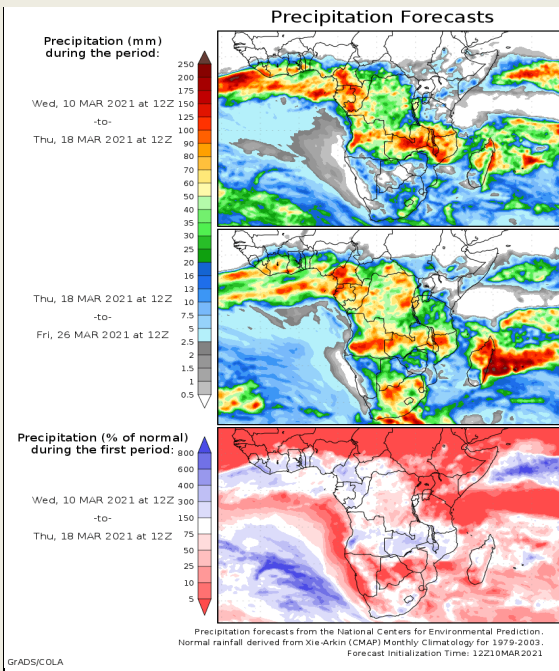 Precipitation Forecasts
Precipitation (mm)
during the period:
Wed, 10 MAR 2021 at 12Z
-to-
Thu, 18 MAR 2021 at 12Z
250
200
175
150
125
100
90
80
70
60
50
40
35
30
25
20
16
13
10
7.5
5
2.5
2
1.5
1
0.5
Thu, 18 MAR 2021 at 12Z
-to-
Fri, 26 MAR 2021 at 12Z
Precipitation (% of normal)
during the first period:
Wed, 10 MAR 2021 at 12Z
-to-
Thu, 18 MAR 2021 at 12Z
800
600
400
300
150
75
50
25
10
5
Precipitation forecasts from the National Centers for Environmental Prediction.
Normal rainfall derived from Xie-Arkin (CMAP) Monthly Climatology for 1979-2003.
Forecast Initialization Time: 12Z10MAR2021
GrADS/COLA